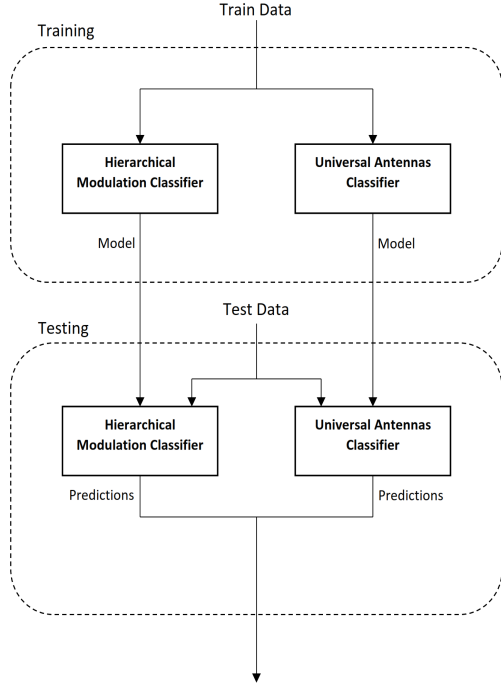 Train Data
Training
Hierarchical
Modulation Classifier
Universal Antennas
Classifier
Model
Model
Test Data
Testing
Hierarchical
Modulation Classifier
Universal Antennas
Classifier
Predictions
Predictions